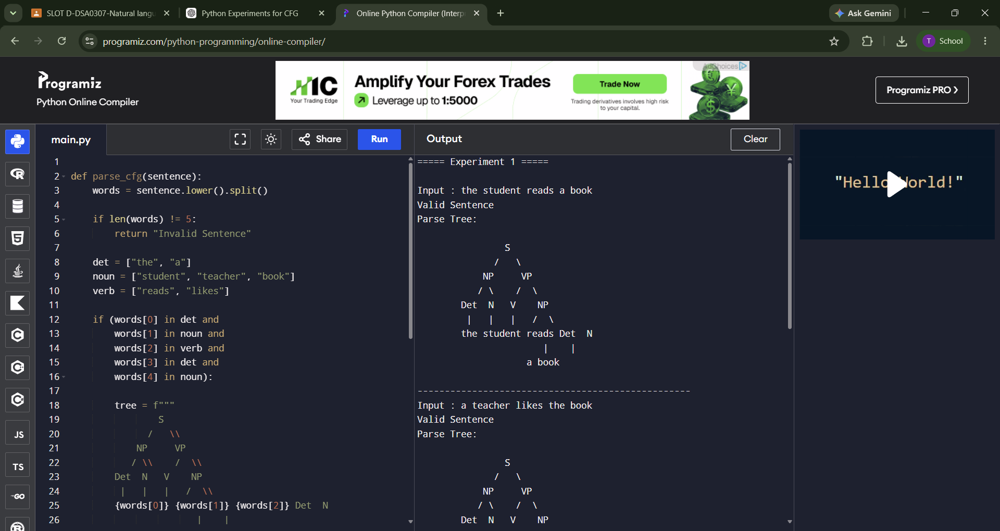 SLOT D-DSA0307-Natural langu
Python Experiments for CFG
Online Python Compiler (Interp
Ask Gemini
programiz.com/python-programming/online-compiler/
T School
Programiz
Python Online Compiler
HIC
Your Trading Edge
Amplify Your Forex Trades
Leverage up to 1:5000
Trade Now
Trading derivatives involves high risk
to your capital.
AdChoices
Programiz PRO >
main.py
Share
Run
Output
Clear
1
2 def parse_cfg(sentence):
3 words = sentence.lower().split()
4
5 if len(words) != 5:
6 return "Invalid Sentence"
7
8 det = ["the", "a"]
9 noun = ["student", "teacher", "book"]
10 verb = ["reads", "likes"]
11
12 if (words[0] in det and
13 words[1] in noun and
14 words[2] in verb and
15 words[3] in det and
16 words[4] in noun):
17
18 tree = f"""
19 S
20 / \\
21 NP VP
22 / \\ / \\
23 Det N V NP
24 | | | / \\
25 {words[0]} {words[1]} {words[2]} Det N
26 | |
===== Experiment 1 =====
Input : the student reads a book
Valid Sentence
Parse Tree:
S
/ \
NP VP
/ \ / \
Det N V NP
| | | / \
the student reads Det N
| |
a book
--------------------------------------------------
Input : a teacher likes the book
Valid Sentence
Parse Tree:
S
/ \
NP VP
/ \ / \
Det N V NP
"Hello World!"
R
5
C
C
C
JS
TS
GO
R